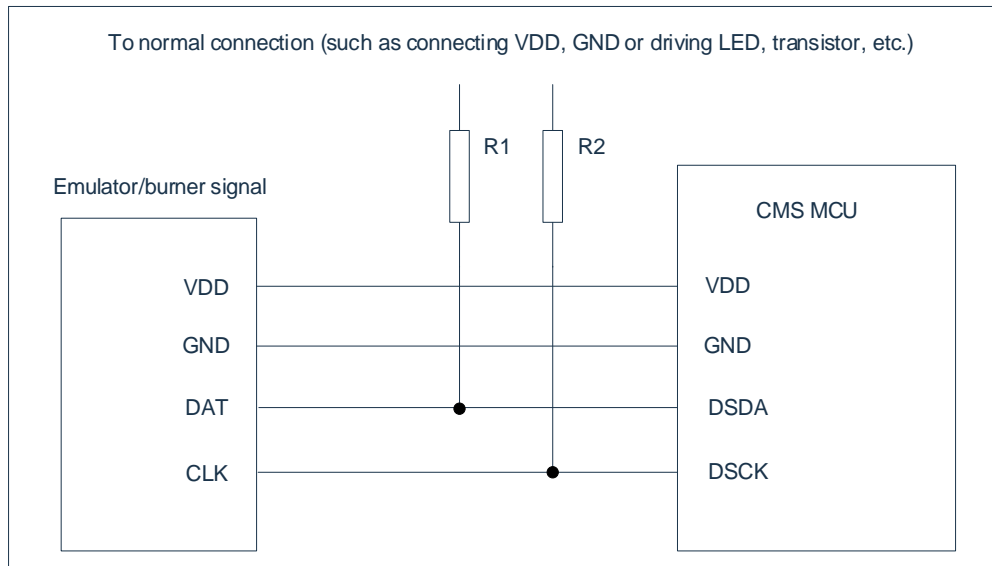 To normal connection (such as connecting VDD, GND or driving LED, transistor, etc.)
R1
R2
Emulator/burner signal
CMS MCU
VDD
VDD
GND
GND
DAT
DSDA
CLK
DSCK